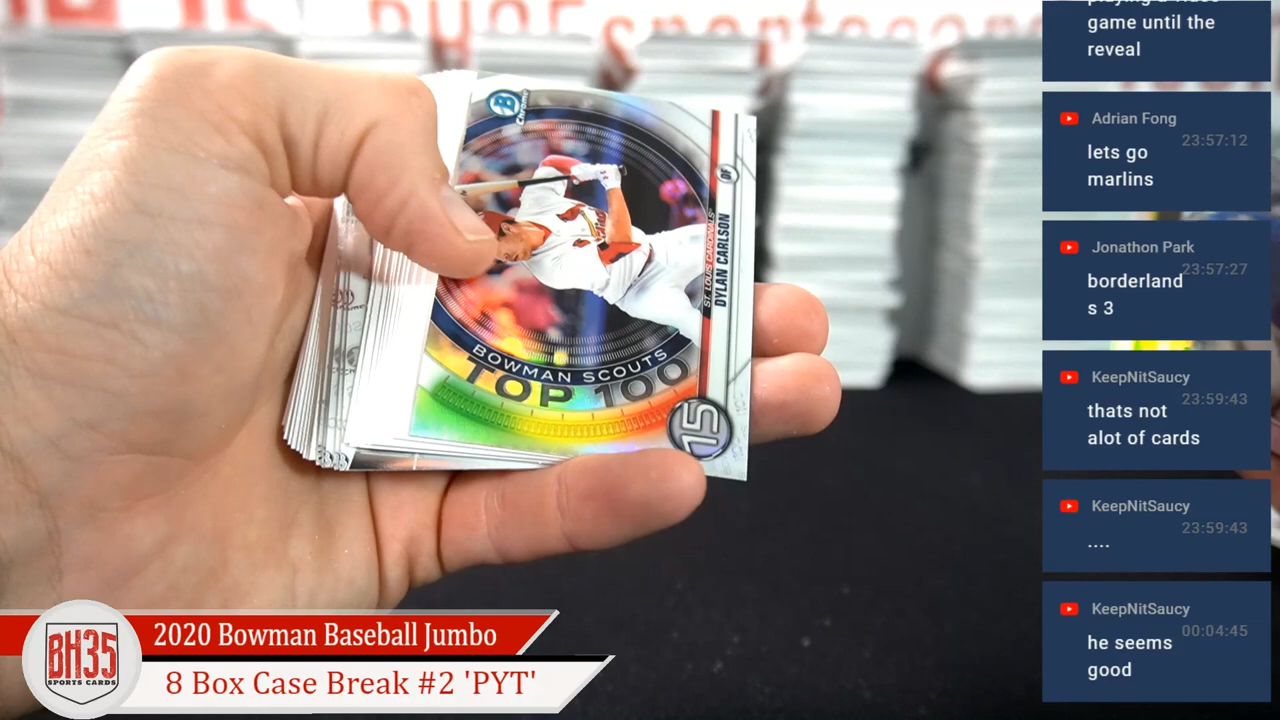 BH35 sportscards
B
Chrome
OF
ST. LOUIS CARDINALS
DYLAN CARLSON
BOWMAN SCOUTS
TOP 100
15
game until the
reveal
Adrian Fong
23:57:12
lets go
marlins
Jonathon Park
23:57:27
borderland
s 3
KeepNitSaucy
23:59:43
thats not
alot of cards
KeepNitSaucy
23:59:43
....
KeepNitSaucy
00:04:45
he seems
good
BH35
SPORTS CARDS
2020 Bowman Baseball Jumbo
8 Box Case Break #2 'PYT'